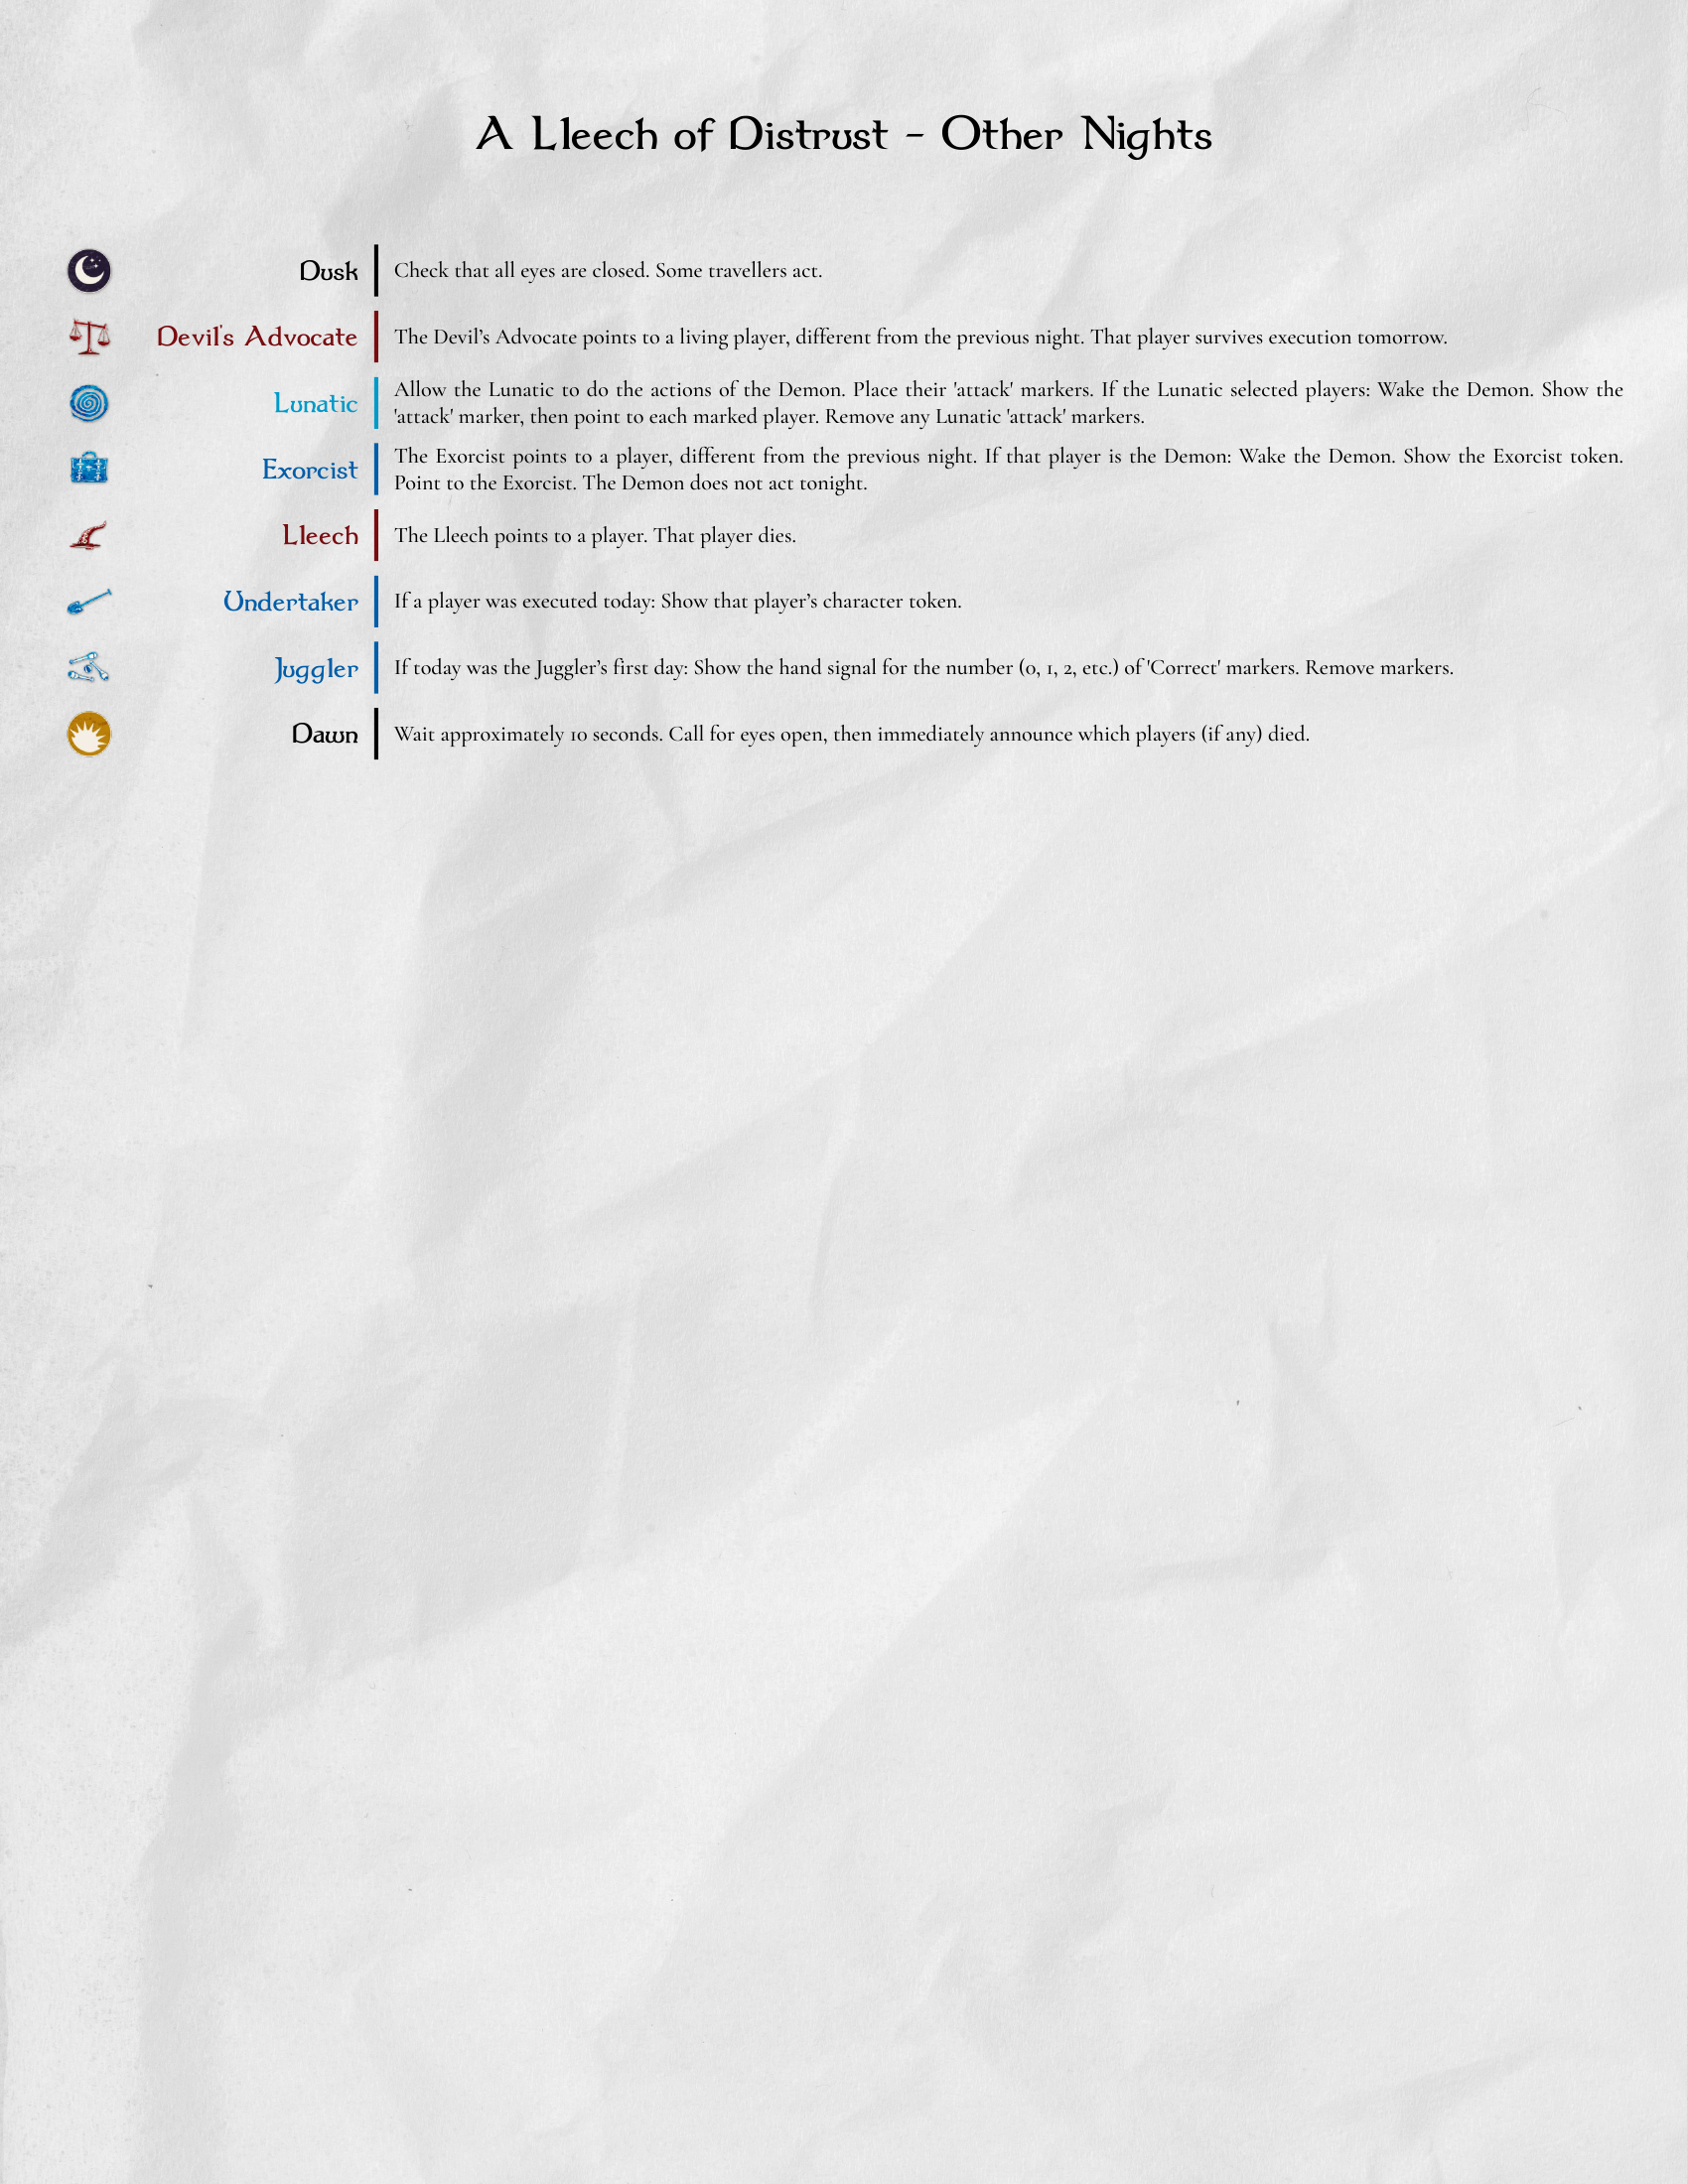 A Lleech of Distrust - Other Nights
Dusk
Check that all eyes are closed. Some travellers act.
Devil's Advocate
The Devil’s Advocate points to a living player, different from the previous night. That player survives execution tomorrow.
Lunatic
Allow the Lunatic to do the actions of the Demon. Place their 'attack' markers. If the Lunatic selected players: Wake the Demon. Show the
'attack' marker, then point to each marked player. Remove any Lunatic 'attack' markers.
Exorcist
The Exorcist points to a player, different from the previous night. If that player is the Demon: Wake the Demon. Show the Exorcist token.
Point to the Exorcist. The Demon does not act tonight.
Lleech
The Lleech points to a player. That player dies.
Undertaker
If a player was executed today: Show that player’s character token.
Juggler
If today was the Juggler’s first day: Show the hand signal for the number (0, 1, 2, etc.) of 'Correct' markers. Remove markers.
Dawn
Wait approximately 10 seconds. Call for eyes open, then immediately announce which players (if any) died.